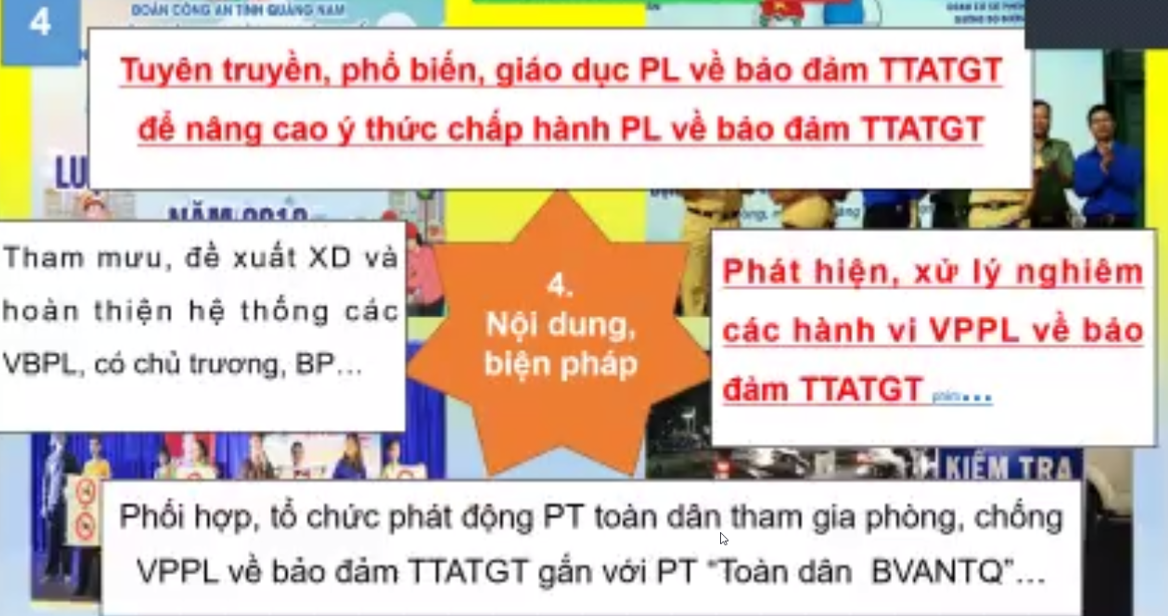 4
ĐOÀN CÔNG AN TỈNH QUẢNG NAM
Tuyên truyền, phổ biến, giáo dục PL về bảo đảm TTATGT
để nâng cao ý thức chấp hành PL về bảo đảm TTATGT
NĂM 2019
Tham mưu, đề xuất XD và
hoàn thiện hệ thống các
VBPL, có chủ trương, BP...
4.
Nội dung,
biện pháp
Phát hiện, xử lý nghiêm
các hành vi VPPL về bảo
đảm TTATGT ...
KIỂM TRA
Phối hợp, tổ chức phát động PT toàn dân tham gia phòng, chống
VPPL về bảo đảm TTATGT gắn với PT “Toàn dân BVANTQ”...